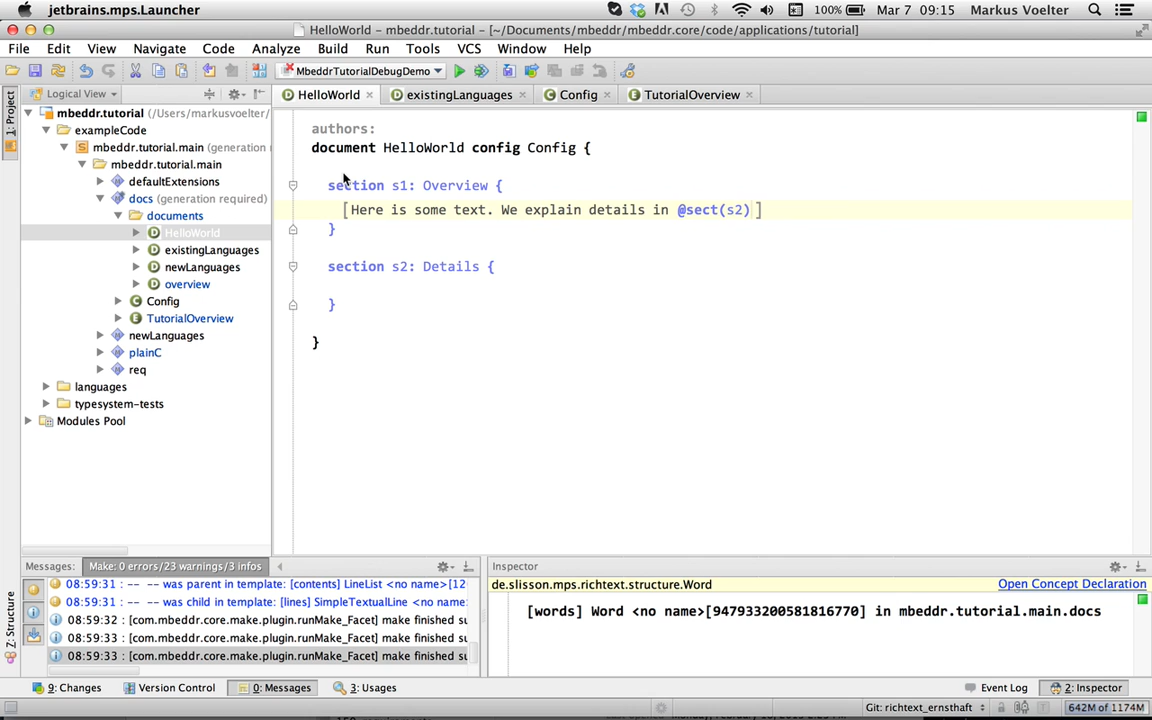 jetbrains.mps.Launcher 100% Mar 7 09:15 Markus Voelter
HelloWorld - mbeddr.tutorial - [~/Documents/mbeddr/mbeddr.core/code/applications/tutorial]
File Edit View Navigate Code Analyze Build Run Tools VCS Window Help
MbeddrTutorialDebugDemo
Logical View HelloWorld existingLanguages Config TutorialOverview
1: Project
mbeddr.tutorial (/Users/markusvoelter/
exampleCode
mbeddr.tutorial.main (generation
mbeddr.tutorial.main
defaultExtensions
docs (generation required)
documents
HelloWorld
existingLanguages
newLanguages
overview
Config
TutorialOverview
newLanguages
plainC
req
languages
typesystem-tests
Modules Pool
authors:
document HelloWorld config Config {
section s1: Overview {
[Here is some text. We explain details in @sect(s2) ]
}
section s2: Details {
}
}
Messages: Make: 0 errors/23 warnings/3 infos
08:59:31 : -- -- was parent in template: [contents] LineList <no name>[12
08:59:31 : -- -- was child in template: [lines] SimpleTextualLine <no name>
08:59:32 : [com.mbeddr.core.make.plugin.runMake_Facet] make finished su
08:59:33 : [com.mbeddr.core.make.plugin.runMake_Facet] make finished su
08:59:33 : [com.mbeddr.core.make.plugin.runMake_Facet] make finished su
Z: Structure
Inspector
de.slisson.mps.richtext.structure.Word Open Concept Declaration
[words] Word <no name>[947933200581816770] in mbeddr.tutorial.main.docs
9: Changes Version Control 0: Messages 3: Usages Event Log 2: Inspector
Git: richtext_ernsthaft 642M of 1174M